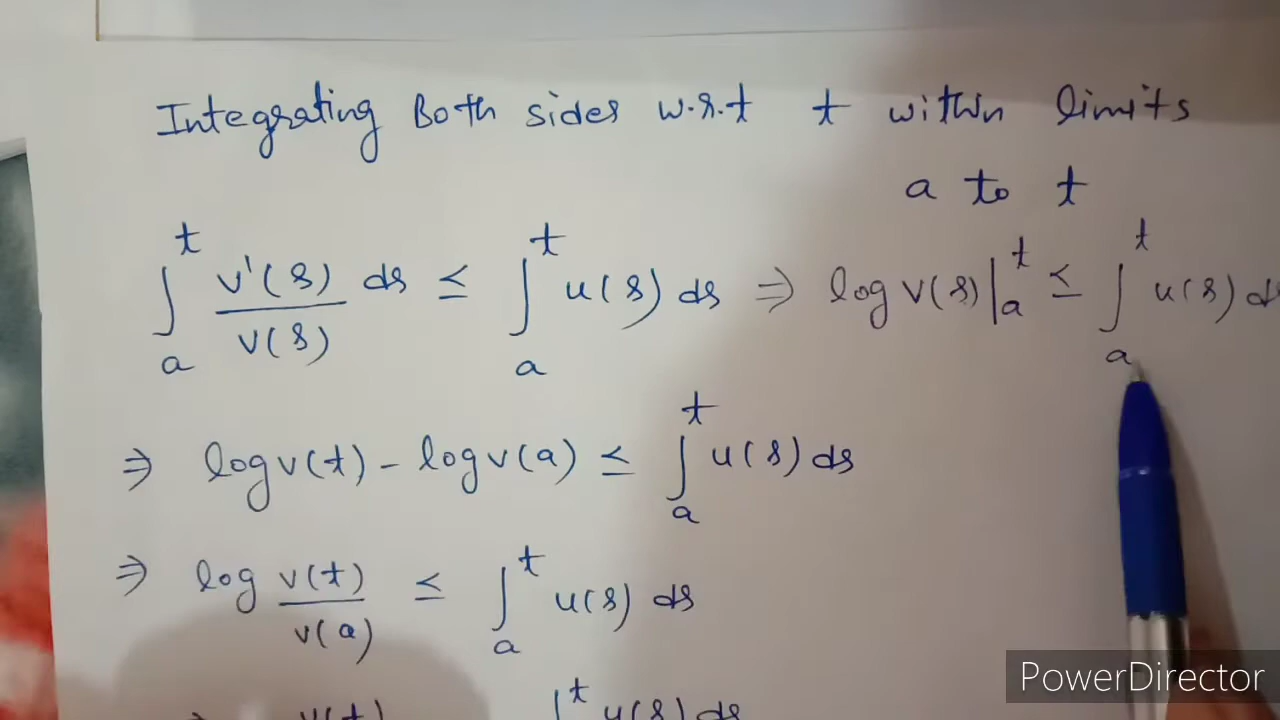 Integrating Both sides w.r.t t within limits
a to t
∫_a^t v'(s)/v(s) ds ≤ ∫_a^t u(s) ds ⇒ log v(s)|_a^t ≤ ∫_a^t u(s) d
⇒ log v(t) - log v(a) ≤ ∫_a^t u(s) ds
⇒ log v(t)/v(a) ≤ ∫_a^t u(s) ds
v(t) ∫^t u(s) ds
PowerDirector